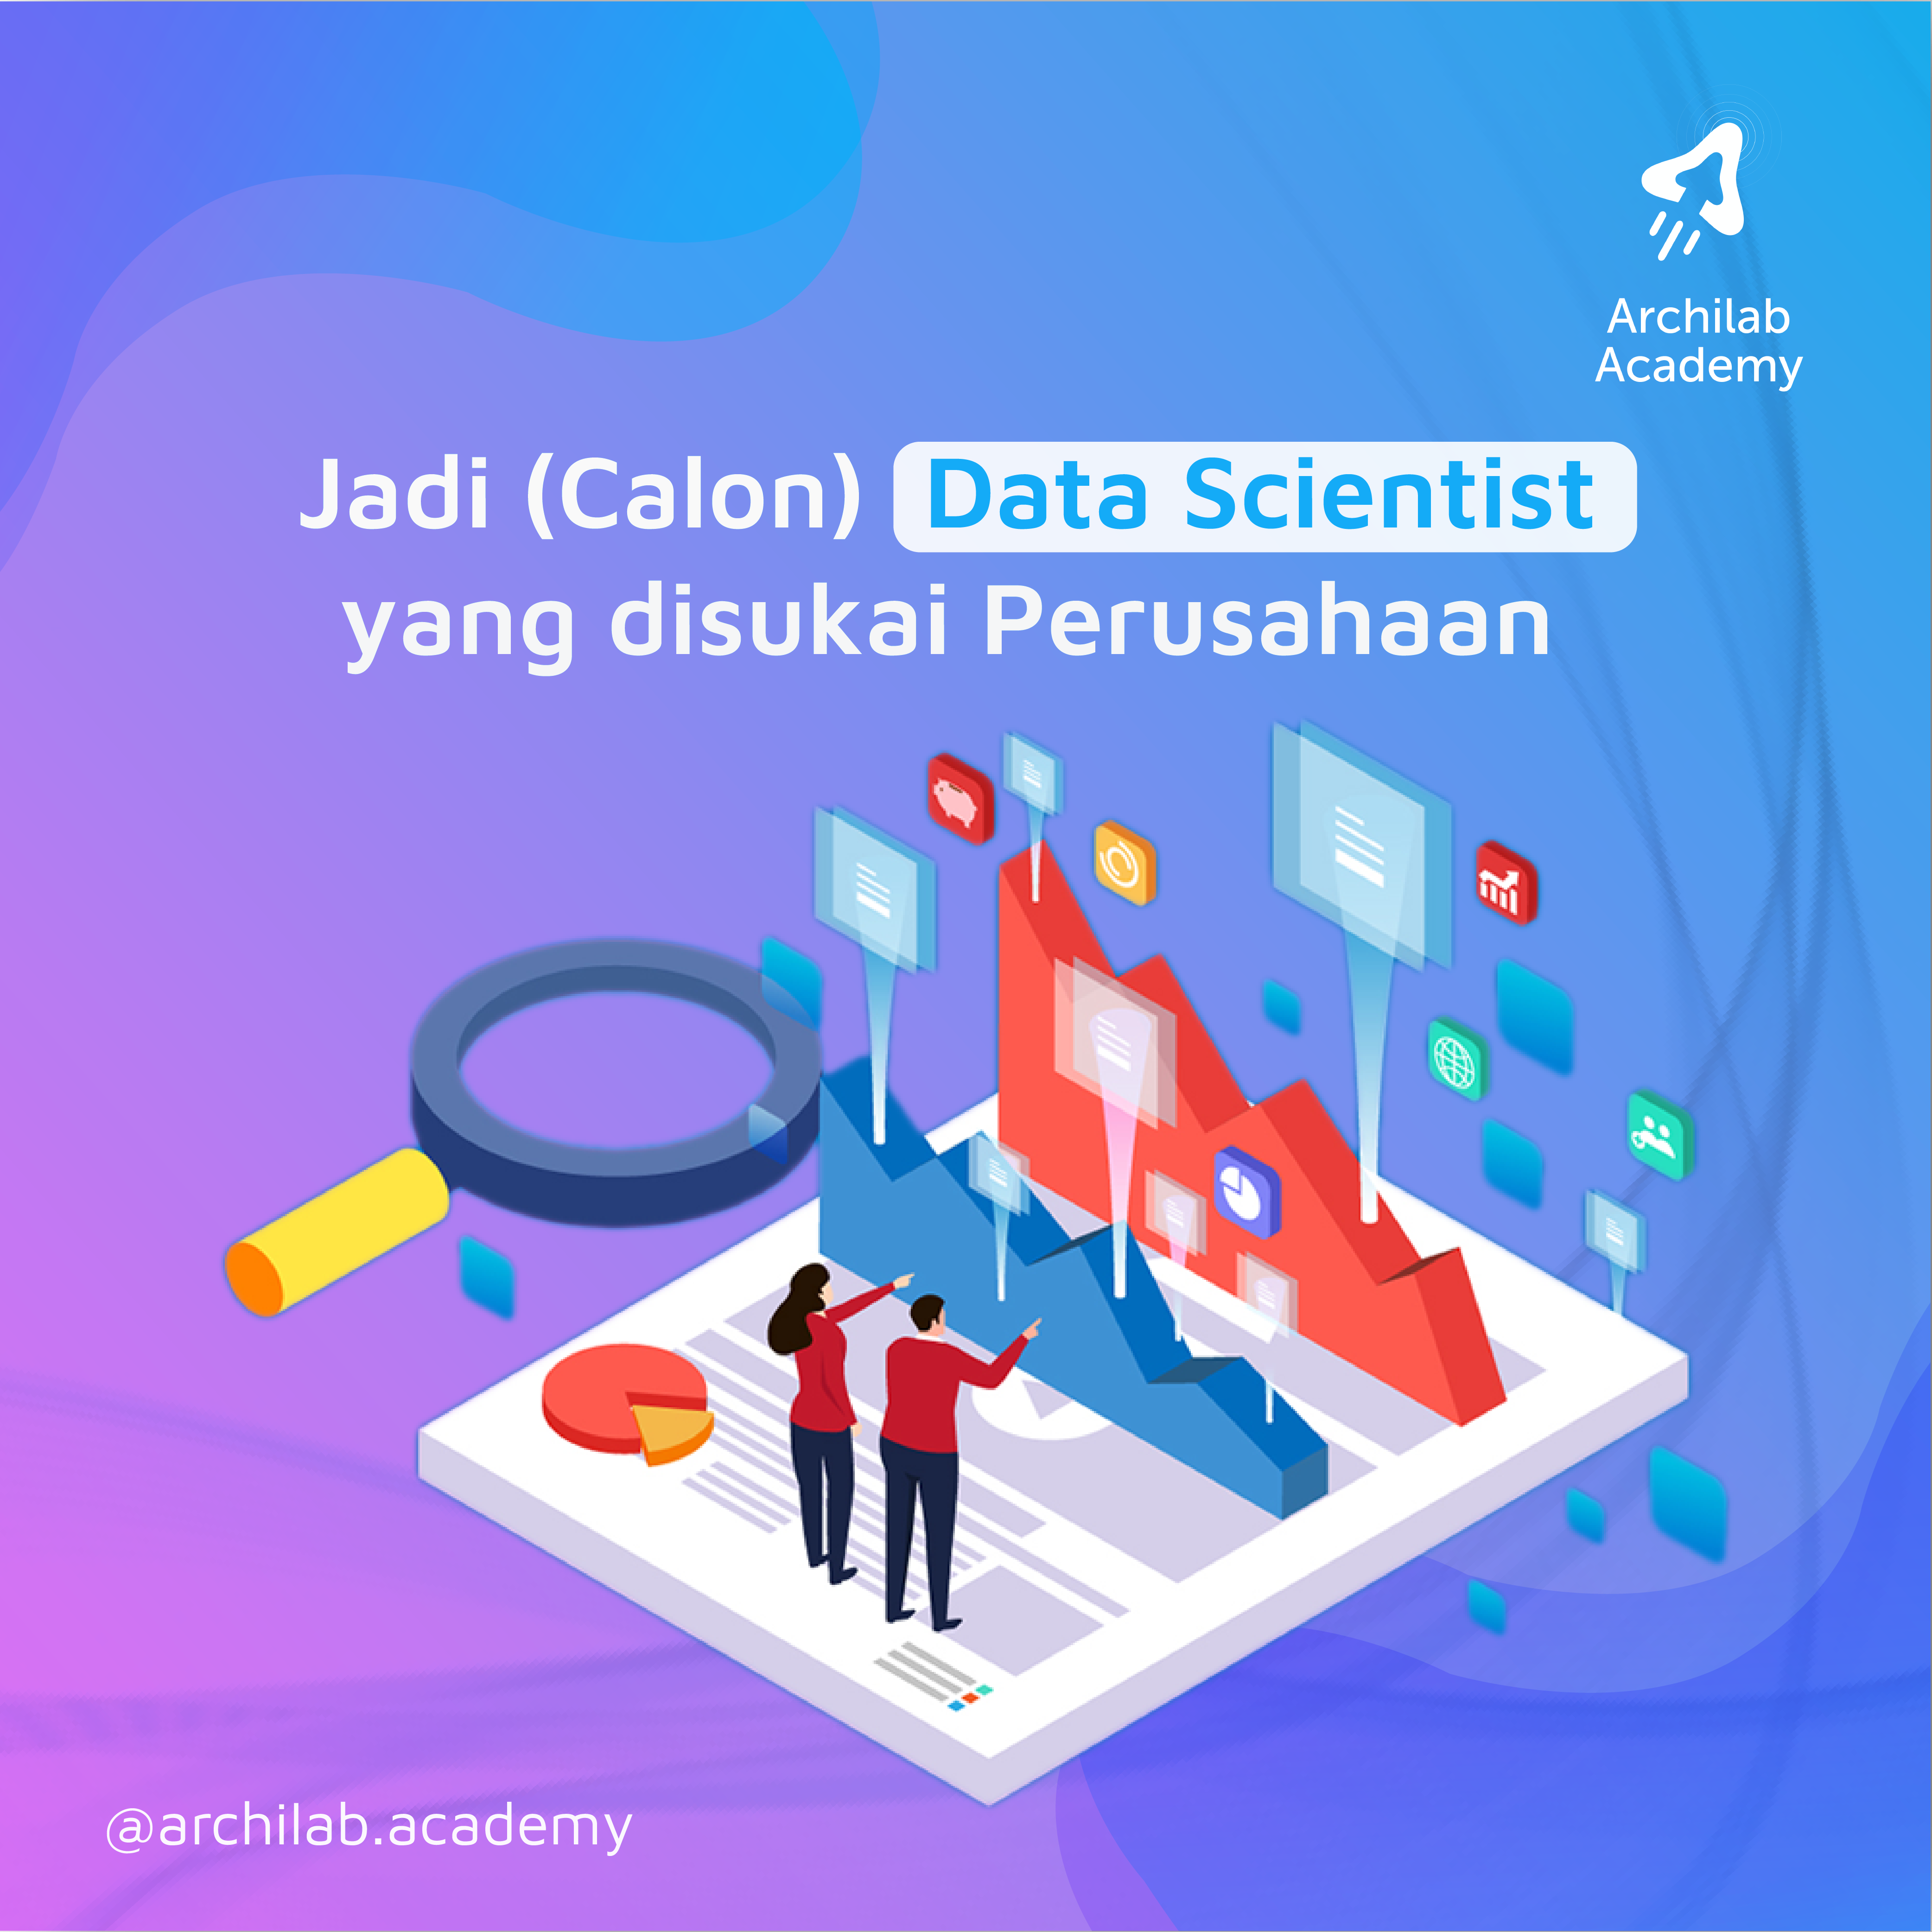 Archilab
Academy
Jadi (Calon) Data Scientist
yang disukai Perusahaan
@archilab.academy